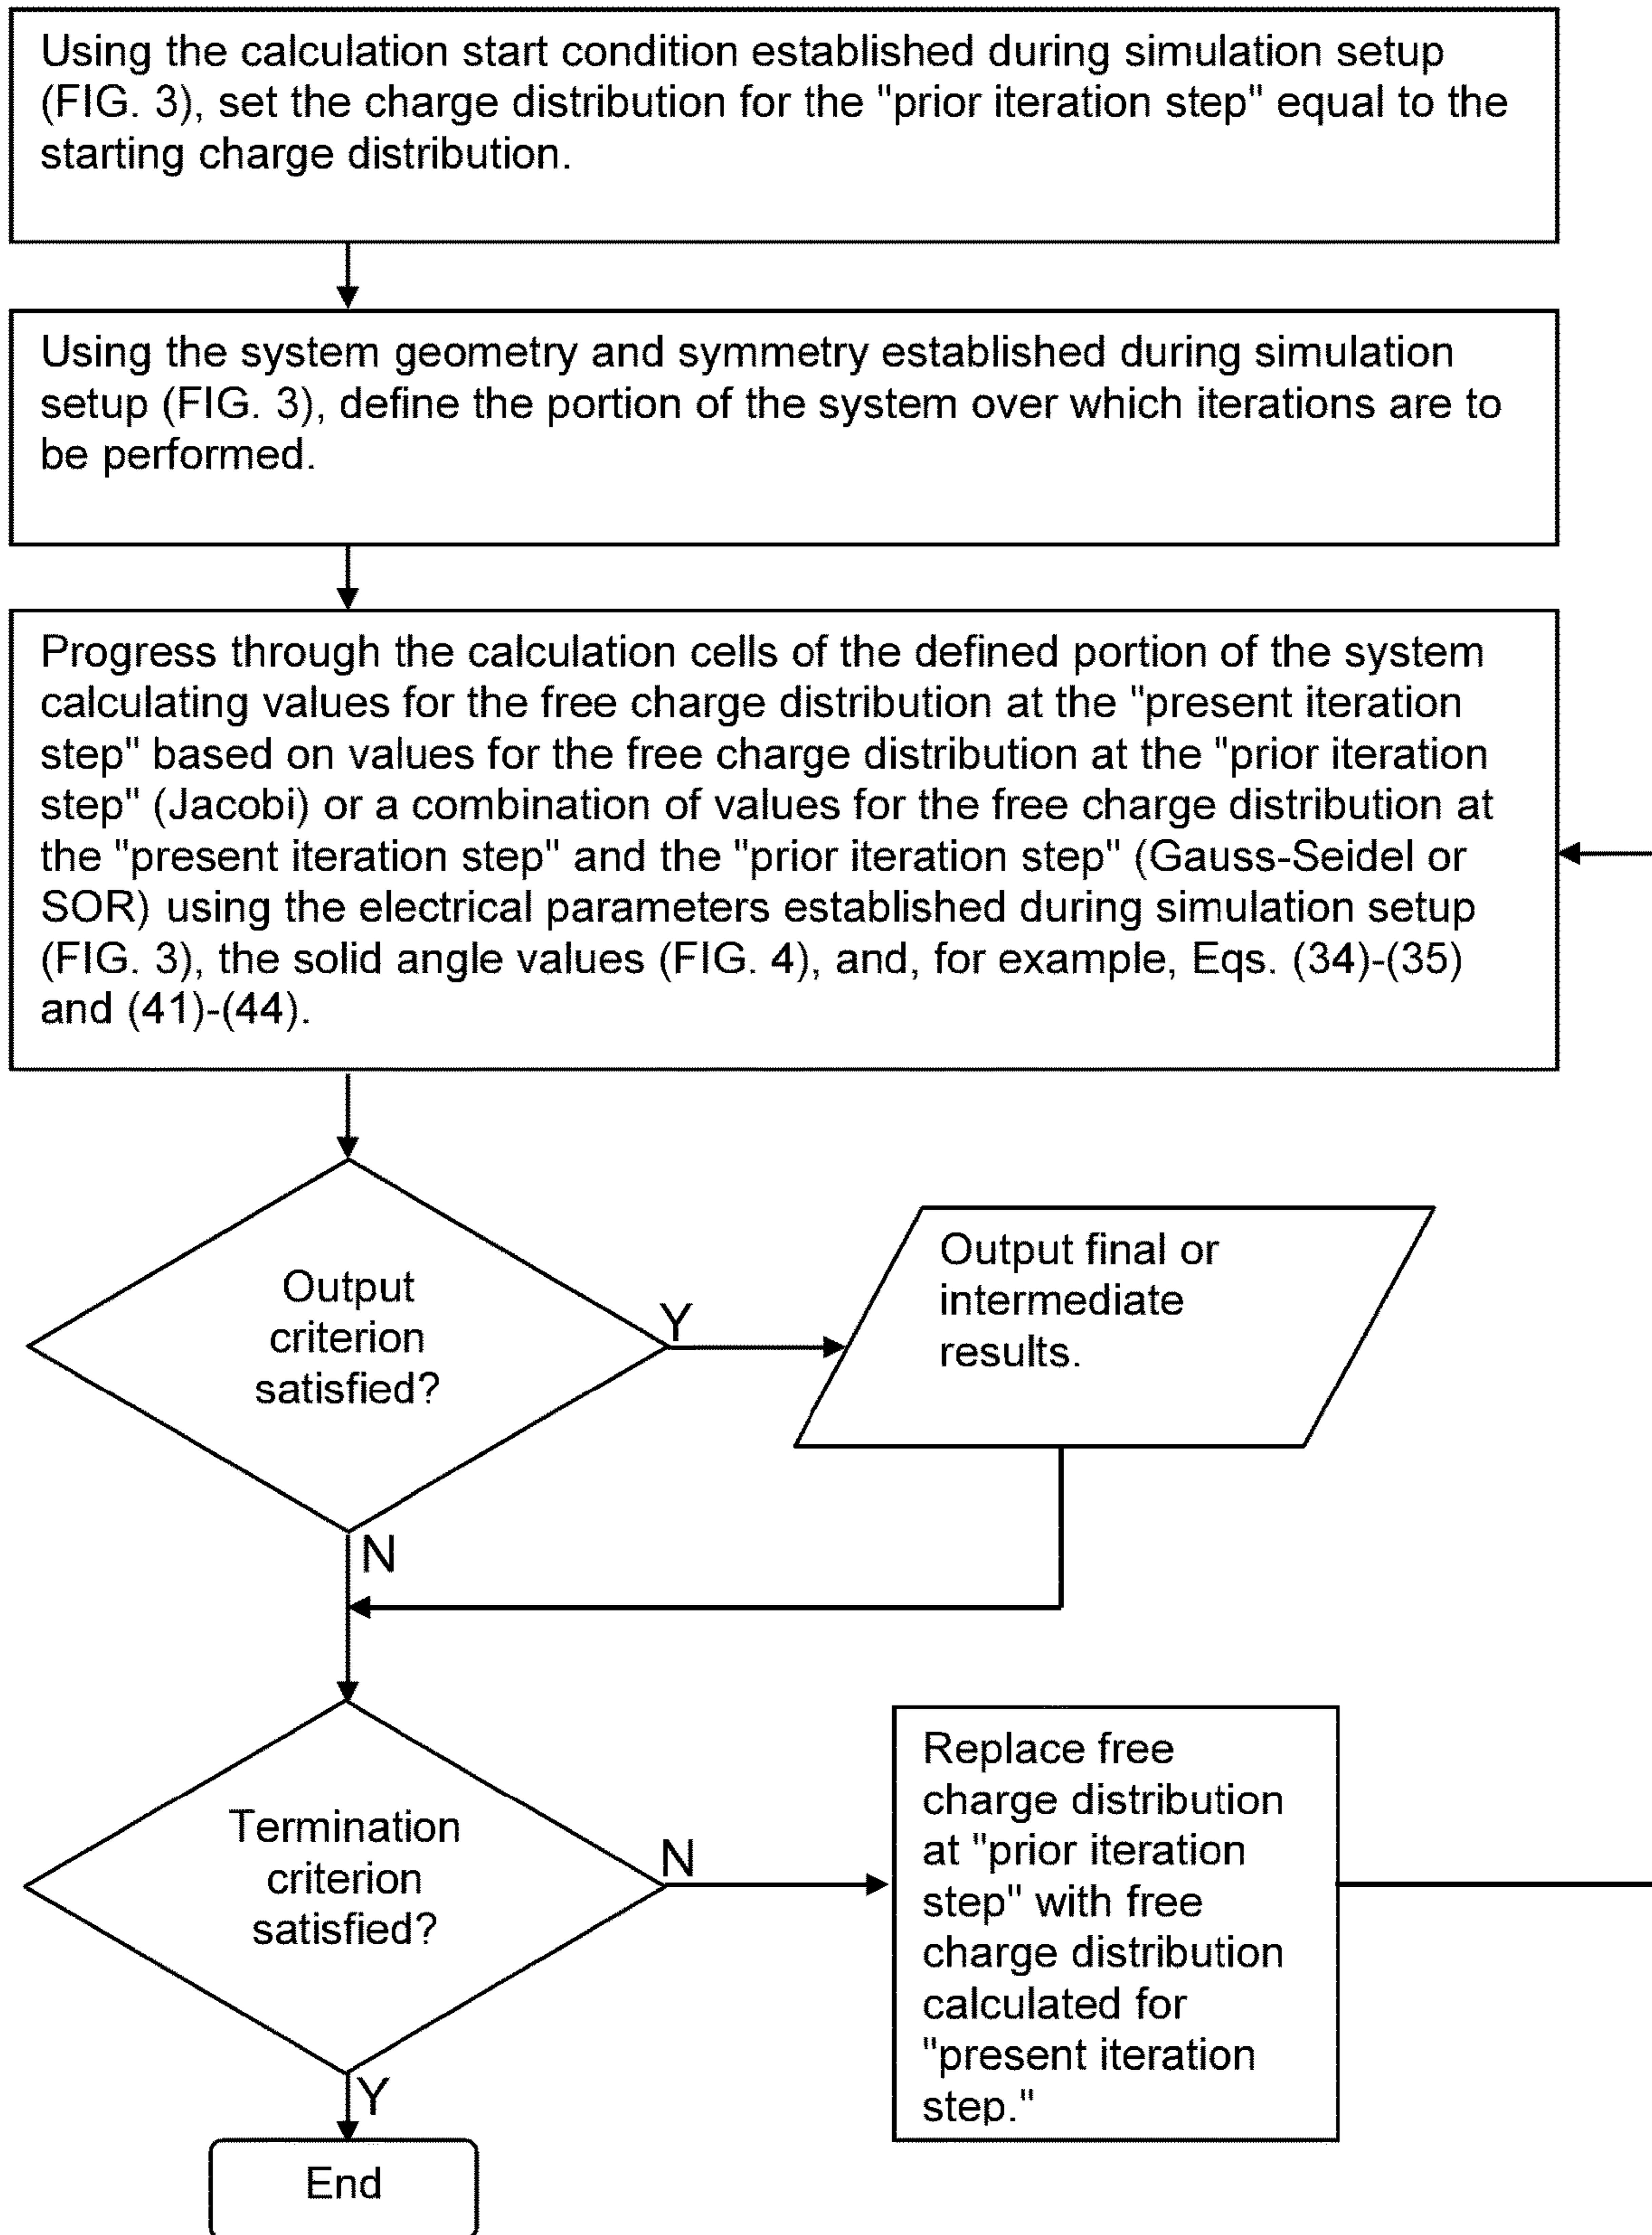 Using the calculation start condition established during simulation setup
(FIG. 3), set the charge distribution for the "prior iteration step" equal to the
starting charge distribution.
Using the system geometry and symmetry established during simulation
setup (FIG. 3), define the portion of the system over which iterations are to
be performed.
Progress through the calculation cells of the defined portion of the system
calculating values for the free charge distribution at the "present iteration
step" based on values for the free charge distribution at the "prior iteration
step" (Jacobi) or a combination of values for the free charge distribution at
the "present iteration step" and the "prior iteration step" (Gauss-Seidel or
SOR) using the electrical parameters established during simulation setup
(FIG. 3), the solid angle values (FIG. 4), and, for example, Eqs. (34)-(35)
and (41)-(44).
Output
criterion
satisfied?
Y
Output final or
intermediate
results.
N
Termination
criterion
satisfied?
N
Replace free
charge distribution
at "prior iteration
step" with free
charge distribution
calculated for
"present iteration
step."
Y
End